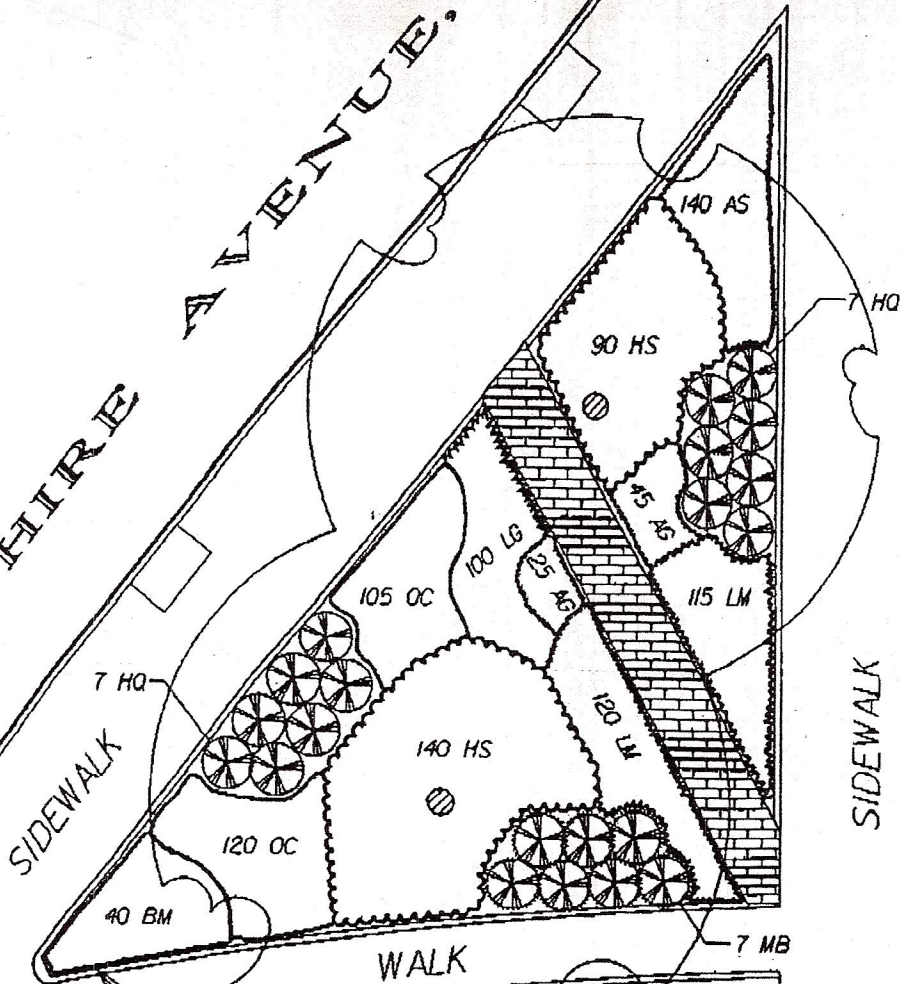 HIRE AVENUE.
140 AS
7 HQ
90 HS
45 AG
100 LG
25 AG
105 OC
115 LM
7 HQ
120 LM
140 HS
SIDEWALK
SIDEWALK
120 OC
40 BM
7 MB
WALK